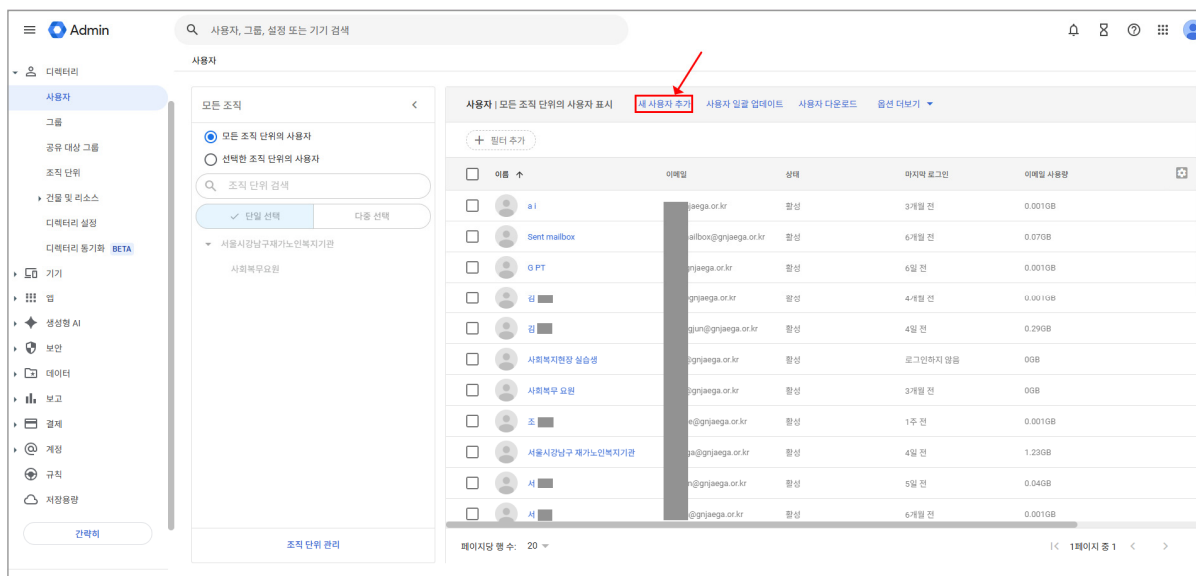 Admin
사용자, 그룹, 설정 또는 기기 검색
디렉터리
사용자
그룹
공유 대상 그룹
조직 단위
건물 및 리소스
디렉터리 설정
디렉터리 동기화 BETA
기기
앱
생성형 AI
보안
데이터
보고
결제
계정
규칙
저장용량
간략히
사용자
모든 조직
모든 조직 단위의 사용자
선택한 조직 단위의 사용자
조직 단위 검색
단일 선택 다중 선택
서울시강남구재가노인복지기관
사회복무요원
조직 단위 관리
사용자 | 모든 조직 단위의 사용자 표시 새 사용자 추가 사용자 일괄 업데이트 사용자 다운로드 옵션 더보기
필터 추가
이름 이메일 상태 마지막 로그인 이메일 사용량
a i jaega.or.kr 활성 3개월 전 0.001GB
Sent mailbox ailbox@gnjaega.or.kr 활성 6개월 전 0.07GB
G PT njaega.or.kr 활성 6일 전 0.001GB
김 gnjaega.or.kr 활성 4개월 전 0.001GB
김 gjun@gnjaega.or.kr 활성 4일 전 0.29GB
사회복지현장 실습생 @gnjaega.or.kr 활성 로그인하지 않음 0GB
사회복무 요원 @gnjaega.or.kr 활성 3개월 전 0GB
조 e@gnjaega.or.kr 활성 1주 전 0.001GB
서울시강남구 재가노인복지기관 ga@gnjaega.or.kr 활성 4일 전 1.23GB
서 n@gnjaega.or.kr 활성 5일 전 0.04GB
서 @gnjaega.or.kr 활성 6개월 전 0.001GB
페이지당 행 수: 20 1페이지 중 1